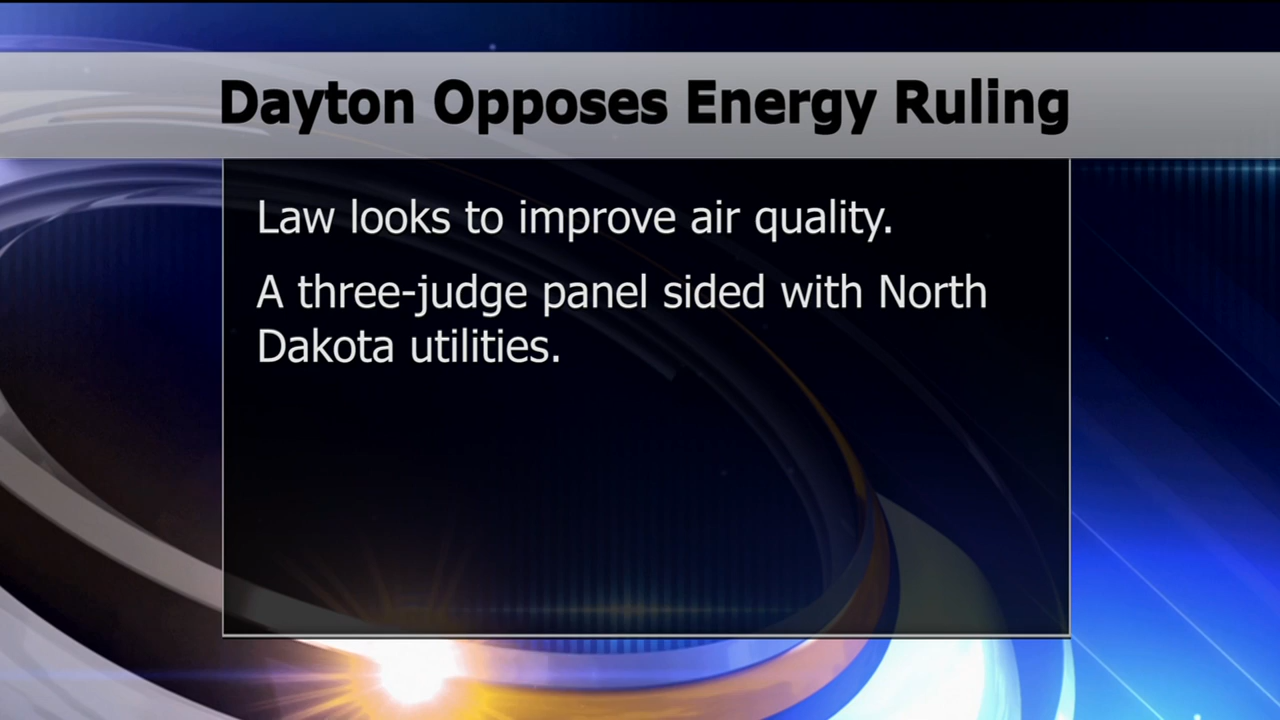 Dayton Opposes Energy Ruling
Law looks to improve air quality.
A three-judge panel sided with North
Dakota utilities.